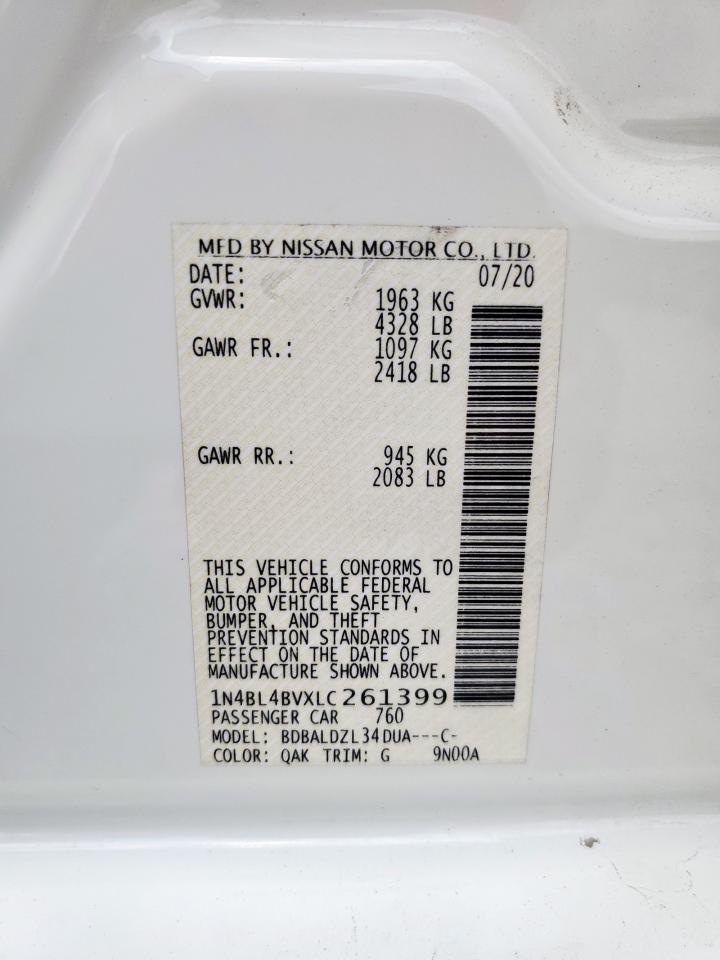 MFD BY NISSAN MOTOR CO., LTD.
DATE: 07/20
GVWR: 1963 KG
4328 LB
GAWR FR.: 1097 KG
2418 LB
GAWR RR.: 945 KG
2083 LB
THIS VEHICLE CONFORMS TO
ALL APPLICABLE FEDERAL
MOTOR VEHICLE SAFETY,
BUMPER, AND THEFT
PREVENTION STANDARDS IN
EFFECT ON THE DATE OF
MANUFACTURE SHOWN ABOVE.
1N4BL4BVXLC261399
PASSENGER CAR 760
MODEL: BDBALDZL34DUA---C-
COLOR: QAK TRIM: G 9N00A